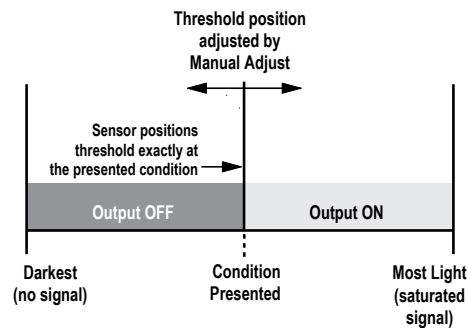 Threshold position
adjusted by
Manual Adjust
Sensor positions
threshold exactly at
the presented condition
Output OFF
Output ON
Darkest
(no signal)
Condition
Presented
Most Light
(saturated
signal)